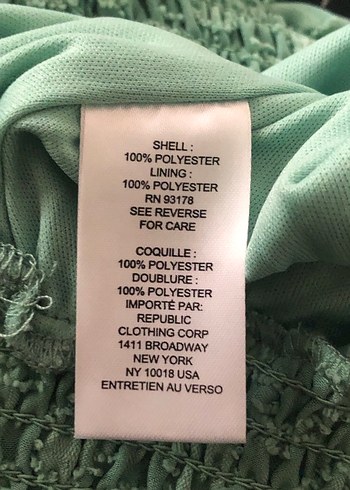 SHELL :
100% POLYESTER
LINING :
100% POLYESTER
RN 93178
SEE REVERSE
FOR CARE
COQUILLE :
100% POLYESTER
DOUBLURE :
100% POLYESTER
IMPORTÉ PAR:
REPUBLIC
CLOTHING CORP
1411 BROADWAY
NEW YORK
NY 10018 USA
ENTRETIEN AU VERSO